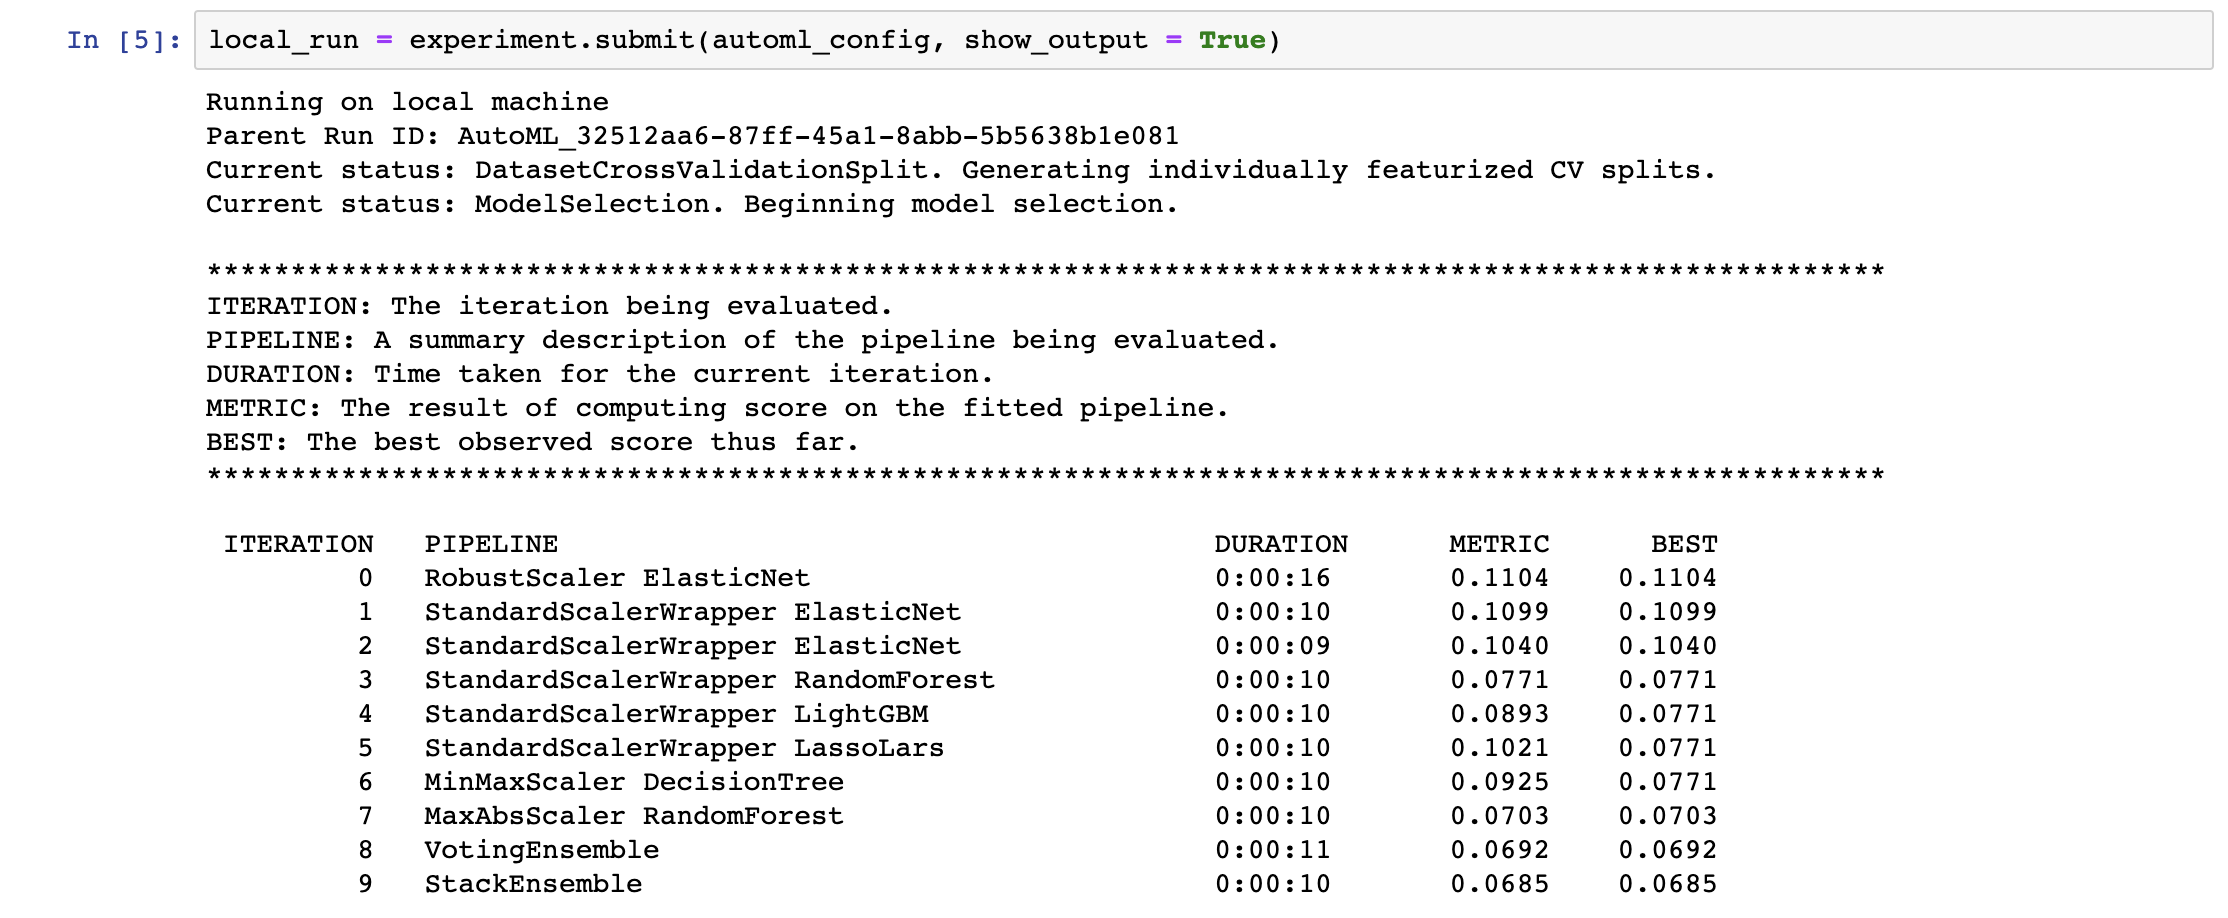 In [5]: local_run = experiment.submit(automl_config, show_output = True)
Running on local machine
Parent Run ID: AutoML_32512aa6-87ff-45a1-8abb-5b5638b1e081
Current status: DatasetCrossValidationSplit. Generating individually featurized CV splits.
Current status: ModelSelection. Beginning model selection.
****************************************************************************************************
ITERATION: The iteration being evaluated.
PIPELINE: A summary description of the pipeline being evaluated.
DURATION: Time taken for the current iteration.
METRIC: The result of computing score on the fitted pipeline.
BEST: The best observed score thus far.
****************************************************************************************************
ITERATION PIPELINE DURATION METRIC BEST
0 RobustScaler ElasticNet 0:00:16 0.1104 0.1104
1 StandardScalerWrapper ElasticNet 0:00:10 0.1099 0.1099
2 StandardScalerWrapper ElasticNet 0:00:09 0.1040 0.1040
3 StandardScalerWrapper RandomForest 0:00:10 0.0771 0.0771
4 StandardScalerWrapper LightGBM 0:00:10 0.0893 0.0771
5 StandardScalerWrapper LassoLars 0:00:10 0.1021 0.0771
6 MinMaxScaler DecisionTree 0:00:10 0.0925 0.0771
7 MaxAbsScaler RandomForest 0:00:10 0.0703 0.0703
8 VotingEnsemble 0:00:11 0.0692 0.0692
9 StackEnsemble 0:00:10 0.0685 0.0685